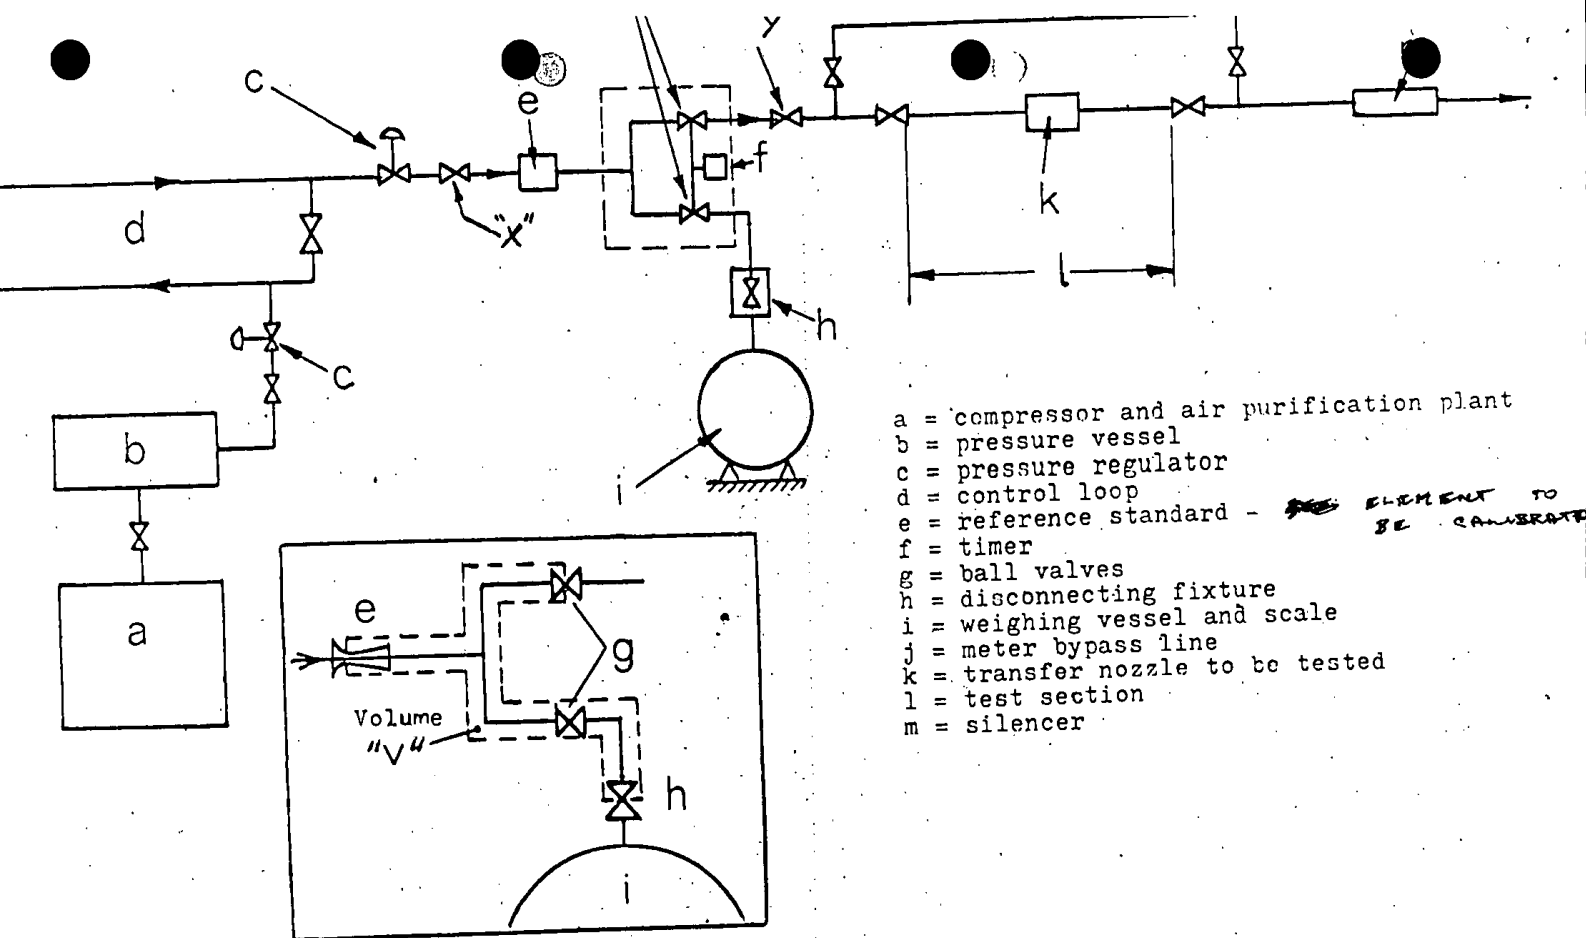 y
c
e
f
d
"X"
k
l
h
c
b
i
a = compressor and air purification plant
b = pressure vessel
c = pressure regulator
d = control loop
e = reference standard - ELEMENT TO
BE CALIBRATE
f = timer
g = ball valves
h = disconnecting fixture
i = weighing vessel and scale
j = meter bypass line
k = transfer nozzle to be tested
l = test section
m = silencer
a
e
g
Volume
"V"
h
i